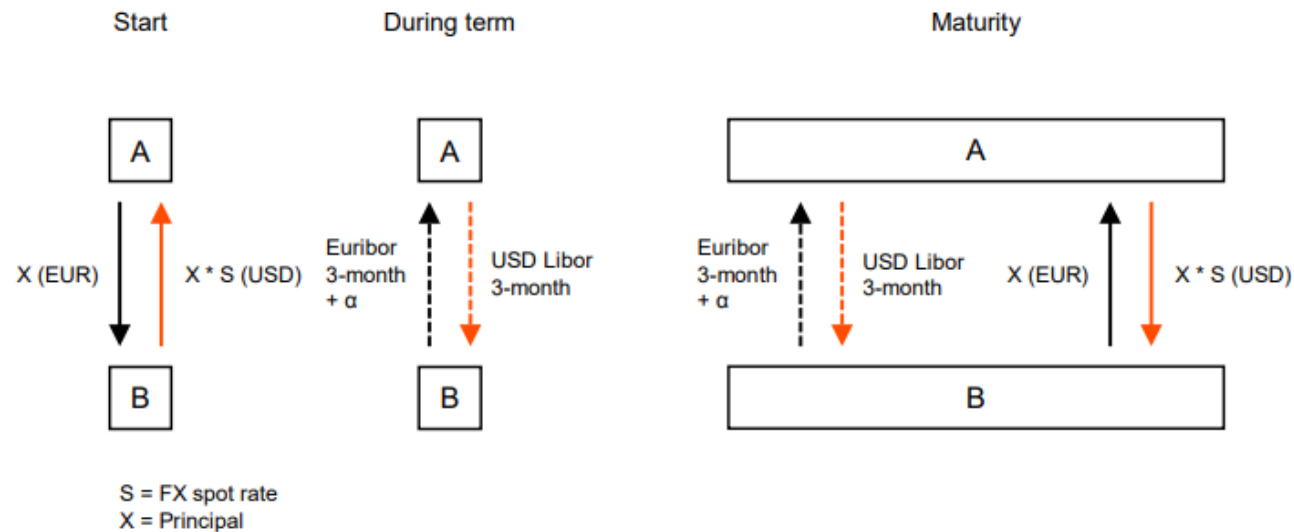 Start
During term
Maturity
A
A
A
X (EUR)
X * S (USD)
Euribor
3-month
+ α
USD Libor
3-month
Euribor
3-month
+ α
USD Libor
3-month
X (EUR)
X * S (USD)
B
B
B
S = FX spot rate
X = Principal